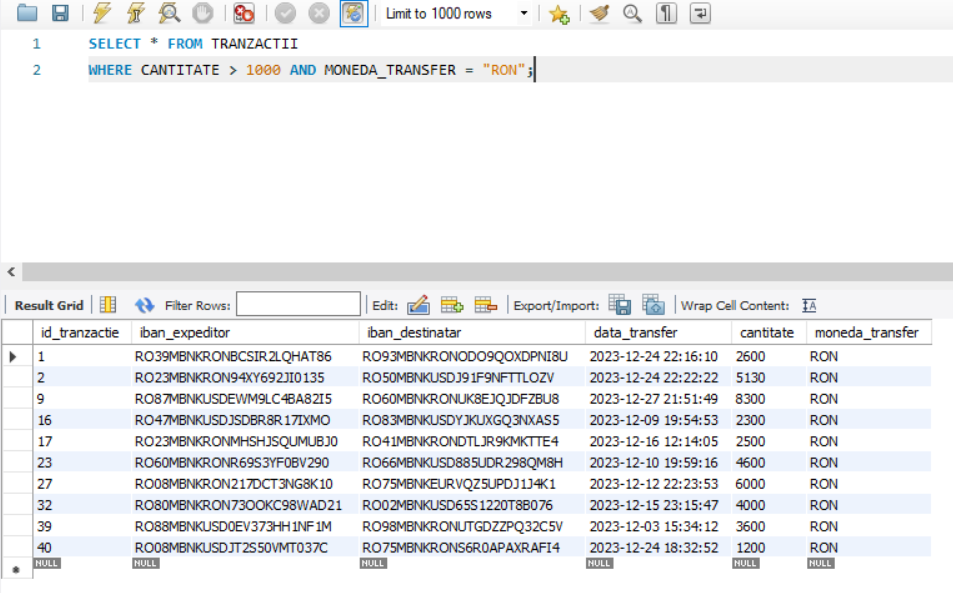 Limit to 1000 rows
1 SELECT * FROM TRANZACTII
2 WHERE CANTITATE > 1000 AND MONEDA_TRANSFER = "RON";
Result Grid Filter Rows: Edit: Export/Import: Wrap Cell Content:
id_tranzactie iban_expeditor iban_destinatar data_transfer cantitate moneda_transfer
1 RO39MBNKRONBCSIR2LQHAT86 RO93MBNKRONODO9QOXDPNI8U 2023-12-24 22:16:10 2600 RON
2 RO23MBNKRON94XY692JI0135 RO50MBNKUSDJ91F9NFTTLOZV 2023-12-24 22:22:22 5130 RON
9 RO87MBNKUSDEWM9LC4BA82I5 RO60MBNKRONUK8EJQJDFZBU8 2023-12-27 21:51:49 8300 RON
16 RO47MBNKUSDJSDBR8R17IXMO RO83MBNKUSDYJKUXGQ3NXAS5 2023-12-09 19:54:53 2300 RON
17 RO23MBNKRONMHSHJSQUMUBJ0 RO41MBNKRONDTLJR9KMKTTE4 2023-12-16 12:14:05 2500 RON
23 RO60MBNKRONR69S3YF0BV290 RO66MBNKUSD885UDR298QM8H 2023-12-10 19:59:16 4600 RON
27 RO08MBNKRON217DCT3NG8K10 RO75MBNKEURVQZ5UPDJ1J4K1 2023-12-12 22:23:53 6000 RON
32 RO80MBNKRON73OOKC98WAD21 RO02MBNKUSD65S1220T8B076 2023-12-15 23:15:47 4000 RON
39 RO88MBNKUSD0EV373HH1NF1M RO98MBNKRONUTGDZZPQ32C5V 2023-12-03 15:34:12 3600 RON
40 RO08MBNKUSDJT2S50VMT037C RO75MBNKRONS6R0APAXRAFI4 2023-12-24 18:32:52 1200 RON
NULL NULL NULL NULL NULL NULL